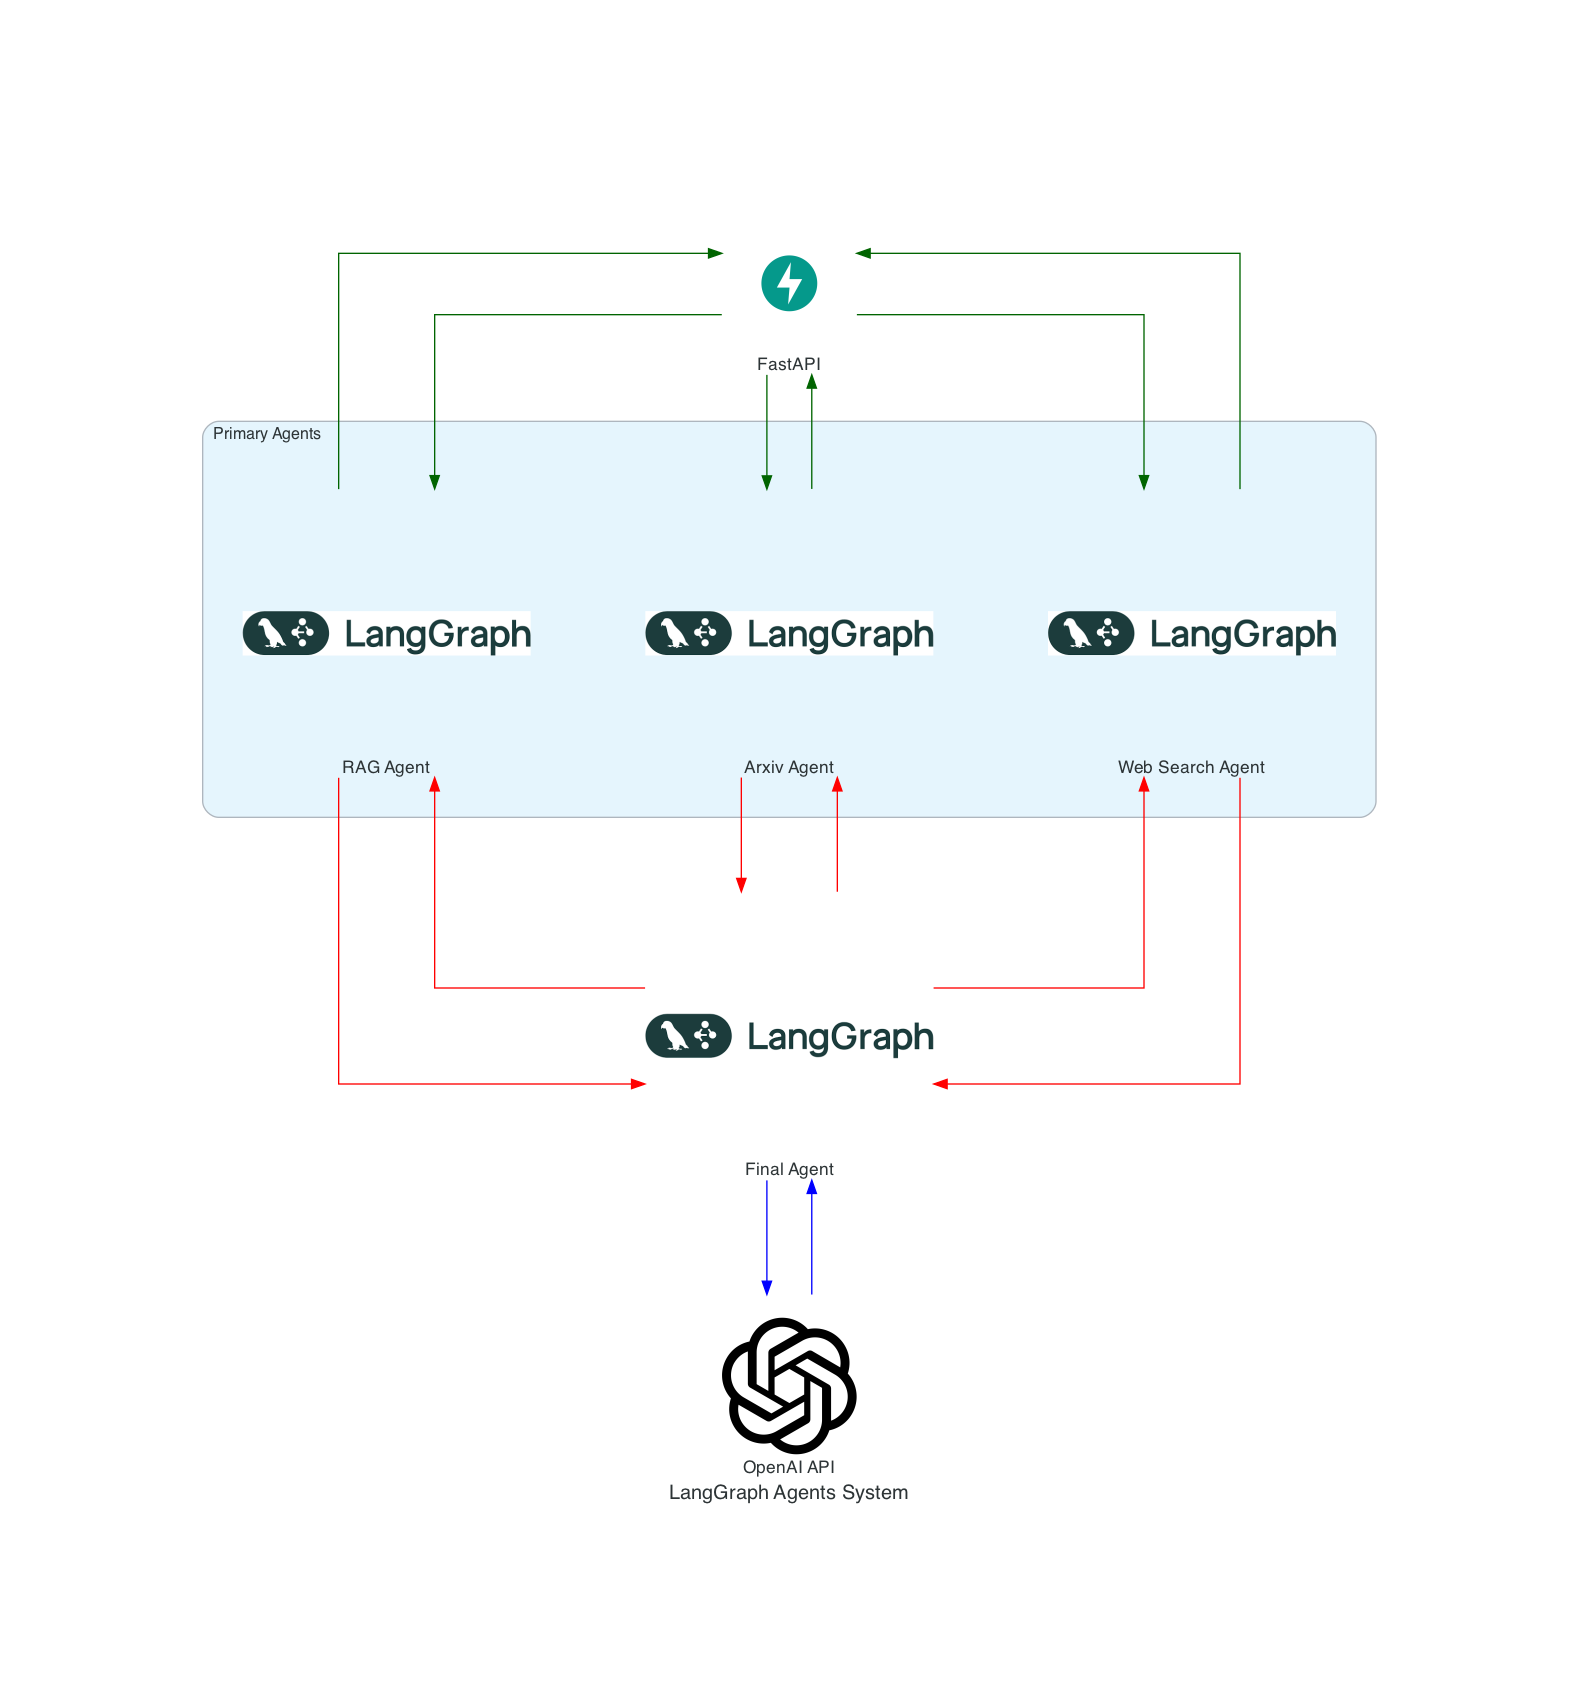 FastAPI
Primary Agents
LangGraph
LangGraph
LangGraph
RAG Agent
Arxiv Agent
Web Search Agent
LangGraph
Final Agent
OpenAI API
LangGraph Agents System